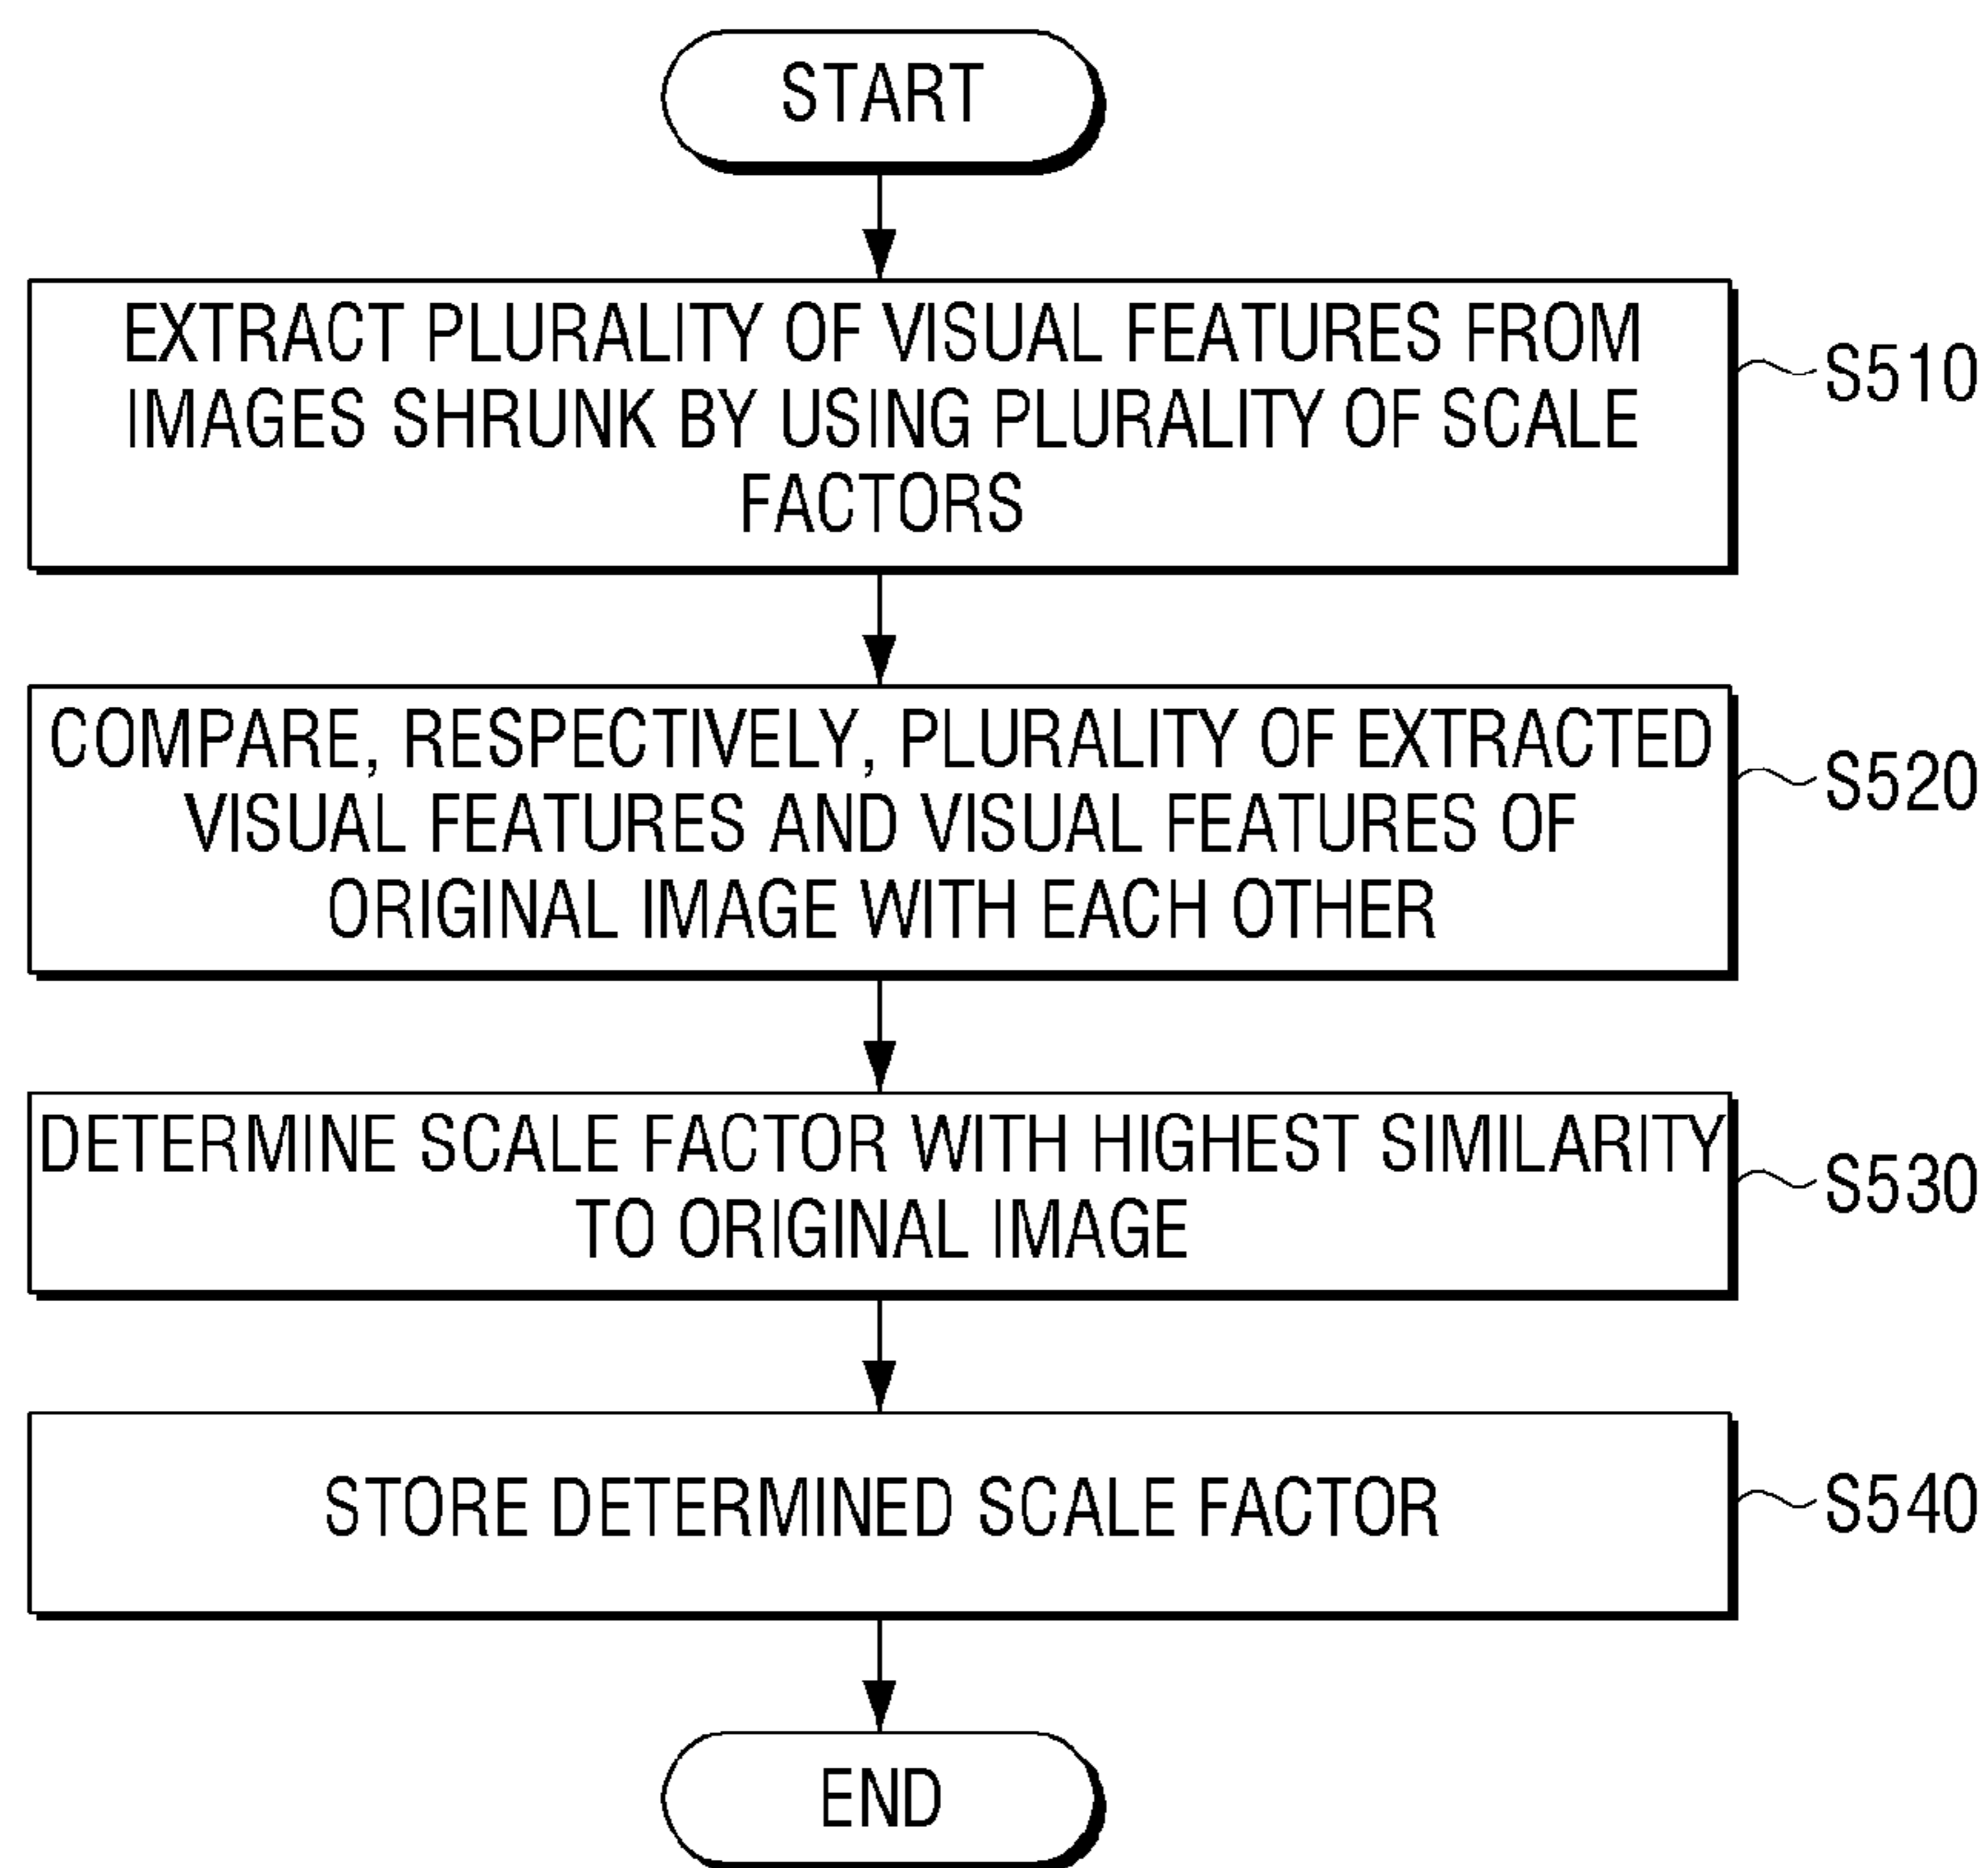 START
EXTRACT PLURALITY OF VISUAL FEATURES FROM
IMAGES SHRUNK BY USING PLURALITY OF SCALE
FACTORS
S510
COMPARE, RESPECTIVELY, PLURALITY OF EXTRACTED
VISUAL FEATURES AND VISUAL FEATURES OF
ORIGINAL IMAGE WITH EACH OTHER
S520
DETERMINE SCALE FACTOR WITH HIGHEST SIMILARITY
TO ORIGINAL IMAGE
S530
STORE DETERMINED SCALE FACTOR
S540
END